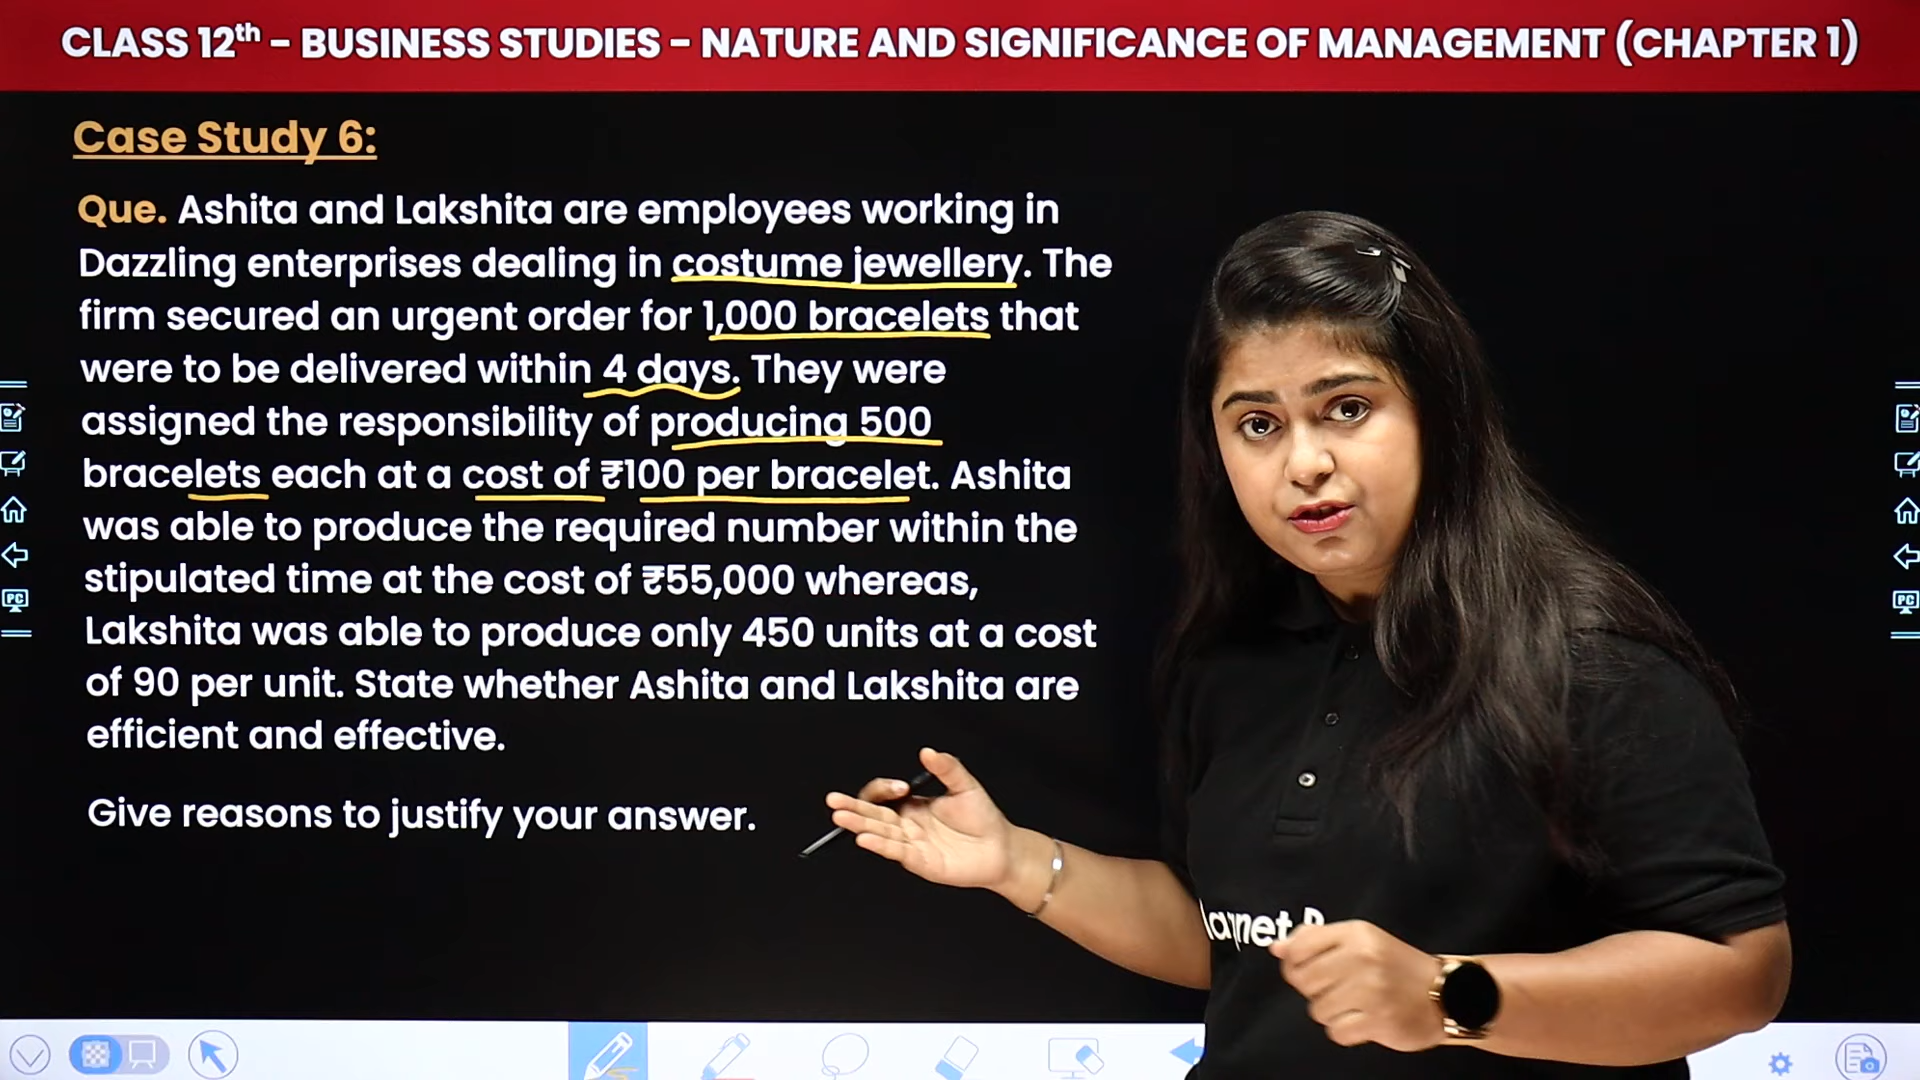 CLASS 12th – BUSINESS STUDIES – NATURE AND SIGNIFICANCE OF MANAGEMENT (CHAPTER 1)
Case Study 6:
Que. Ashita and Lakshita are employees working in
Dazzling enterprises dealing in costume jewellery. The
firm secured an urgent order for 1,000 bracelets that
were to be delivered within 4 days. They were
assigned the responsibility of producing 500
bracelets each at a cost of ₹100 per bracelet. Ashita
was able to produce the required number within the
stipulated time at the cost of ₹55,000 whereas,
Lakshita was able to produce only 450 units at a cost
of 90 per unit. State whether Ashita and Lakshita are
efficient and effective.
Give reasons to justify your answer.
PC
PC